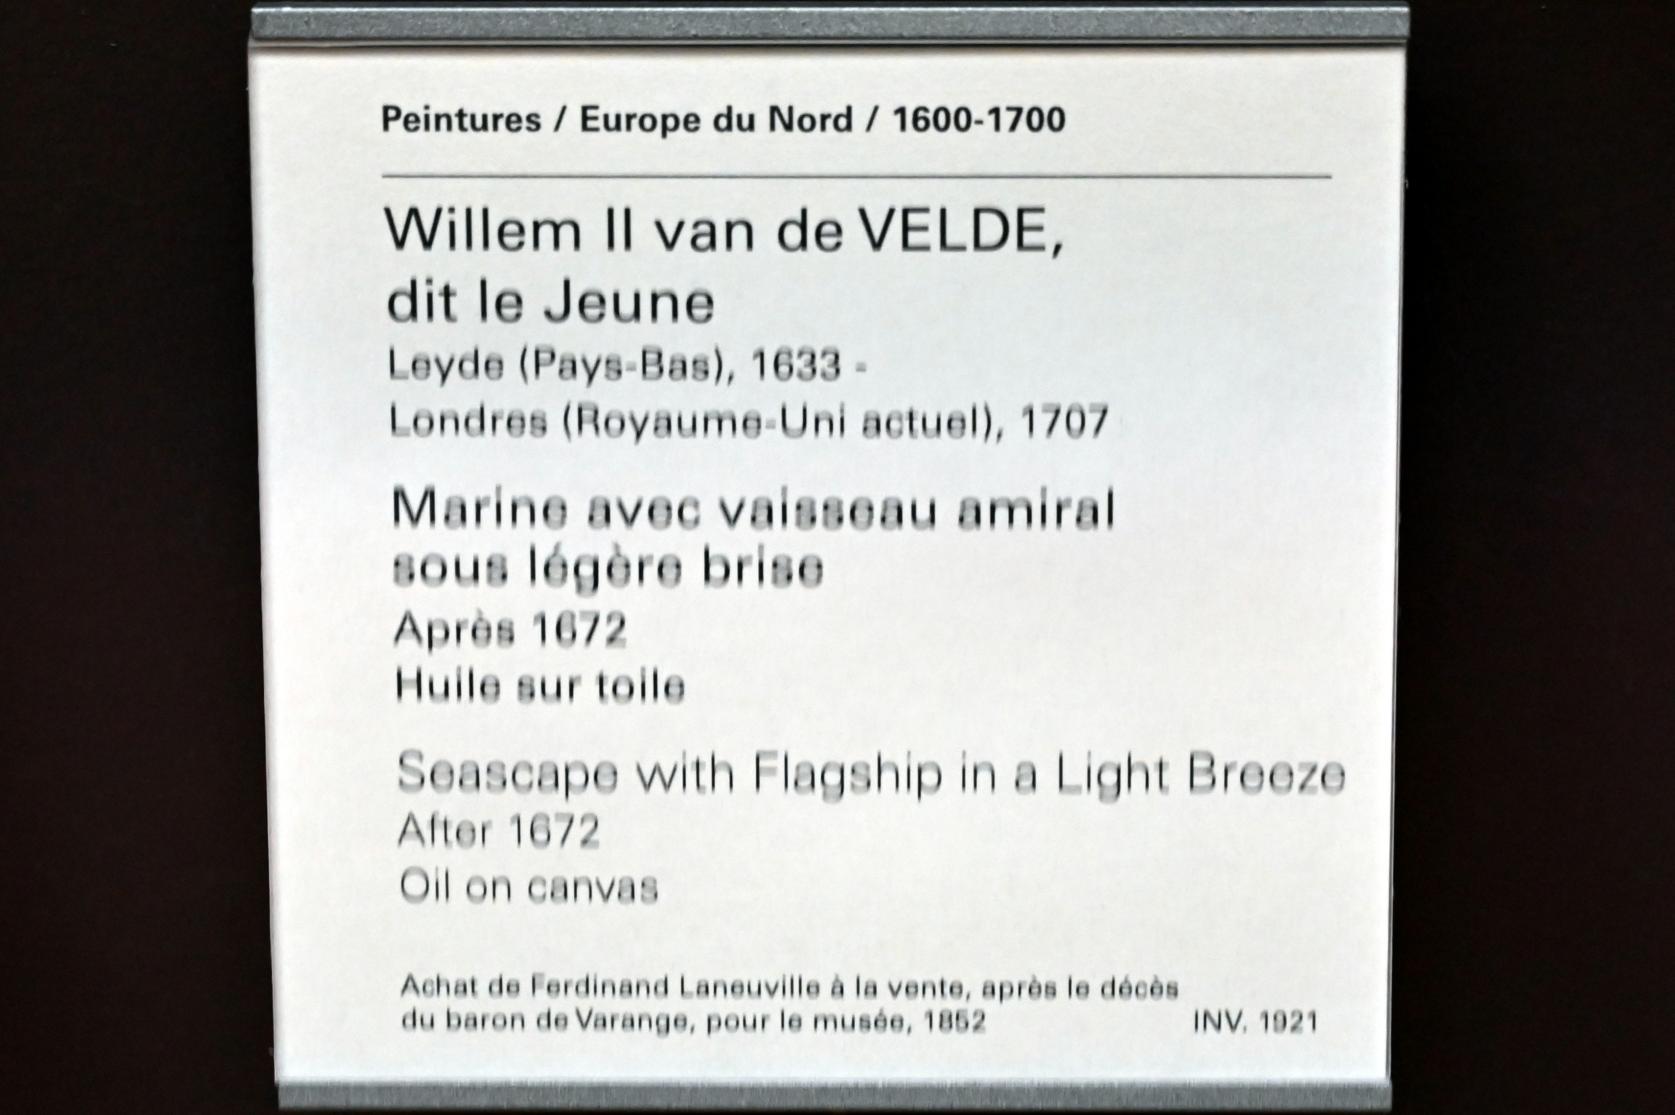 Peintures / Europe du Nord / 1600-1700
Willem II van de VELDE,
dit le Jeune
Leyde (Pays-Bas), 1633 -
Londres (Royaume-Uni actuel), 1707
Marine avec vaisseau amiral
sous légère brise
Après 1672
Huile sur toile
Seascape with Flagship in a Light Breeze
After 1672
Oil on canvas
Achat de Ferdinand Laneuville à la vente, après le décès
du baron de Varange, pour le musée, 1852 INV. 1921